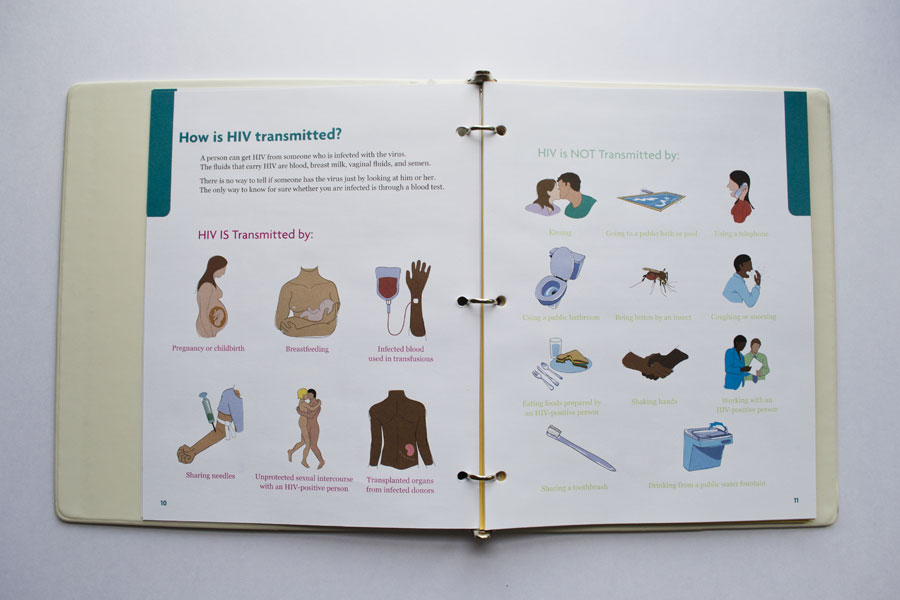 How is HIV transmitted?
A person can get HIV from someone who is infected with the virus.
The fluids that carry HIV are blood, breast milk, vaginal fluids, and semen.
There is no way to tell if someone has the virus just by looking at him or her.
The only way to know for sure whether you are infected is through a blood test.
HIV IS Transmitted by:
Pregnancy or childbirth
Breastfeeding
Infected blood
used in transfusions
Sharing needles
Unprotected sexual intercourse
with an HIV-positive person
Transplanted organs
from infected donors
10
HIV is NOT Transmitted by:
Kissing
Going to a public bath or pool
Using a telephone
Using a public bathroom
Being bitten by an insect
Coughing or sneezing
Eating foods prepared by
an HIV-positive person
Shaking hands
Working with an
HIV-positive person
Sharing a toothbrush
Drinking from a public water fountain
11